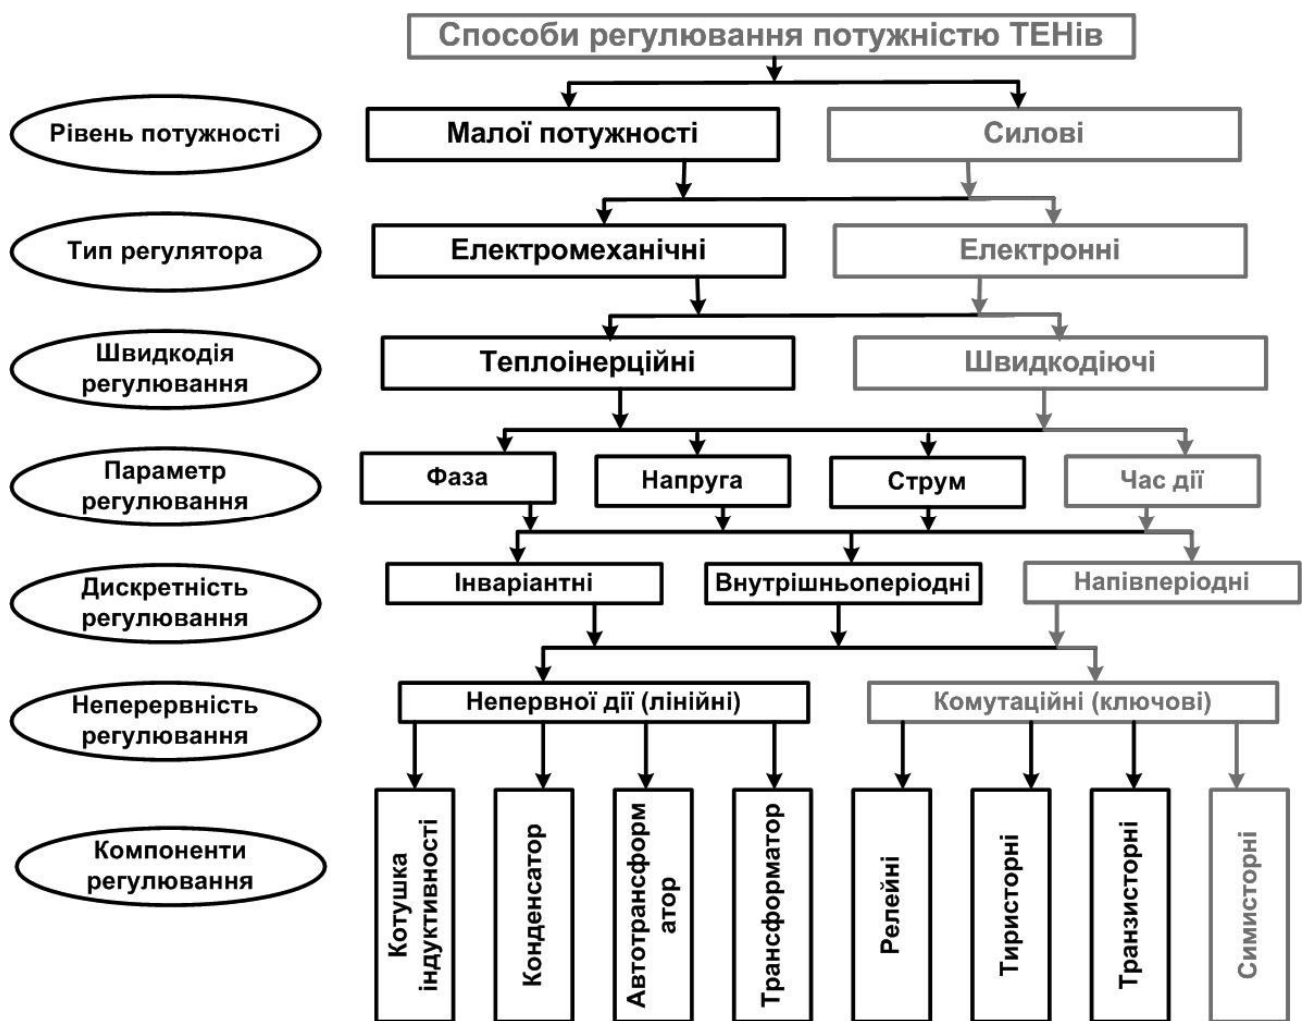 Способи регулювання потужністю ТЕНів
Рівень потужності
Малої потужності
Силові
Тип регулятора
Електромеханічні
Електронні
Швидкодія
регулювання
Теплоінерційні
Швидкодіючі
Параметр
регулювання
Фаза
Напруга
Струм
Час дії
Дискретність
регулювання
Інваріантні
Внутрішньоперіодні
Напівперіодні
Неперервність
регулювання
Непервної дії (лінійні)
Комутаційні (ключові)
Компоненти
регулювання
Котушка
індуктивності
Конденсатор
Автотрансформ
атор
Трансформатор
Релейні
Тиристорні
Транзисторні
Симисторні